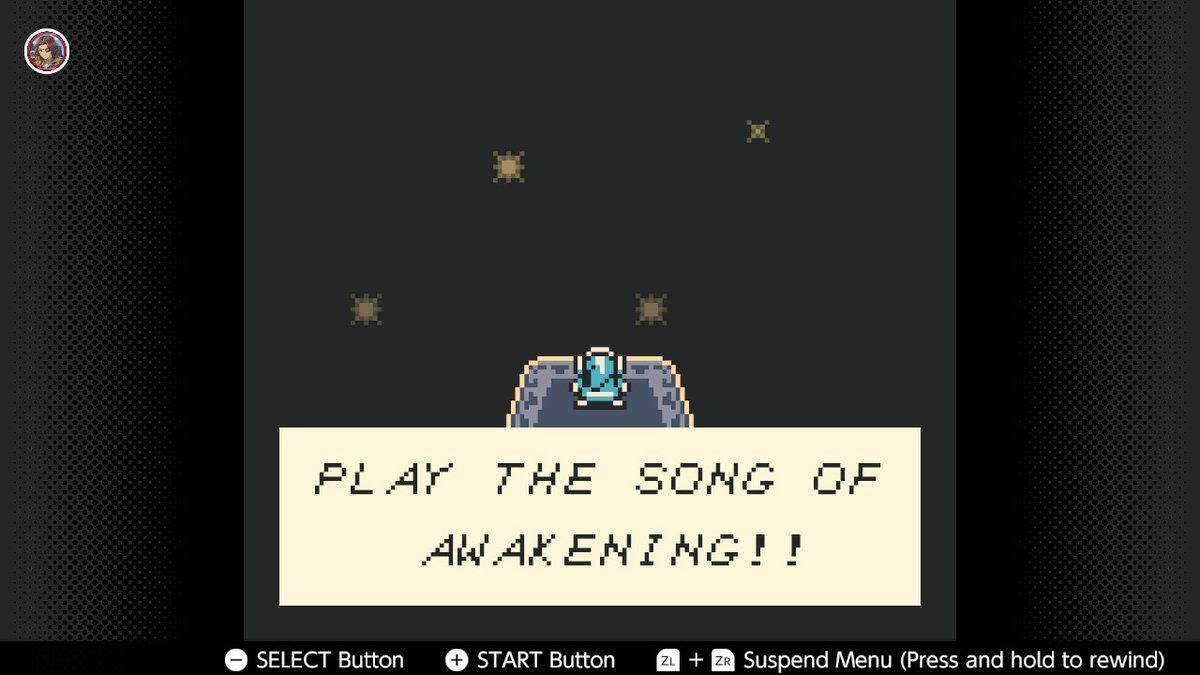 PLAY THE SONG OF
AWAKENING!!
SELECT Button START Button ZL + ZR Suspend Menu (Press and hold to rewind)